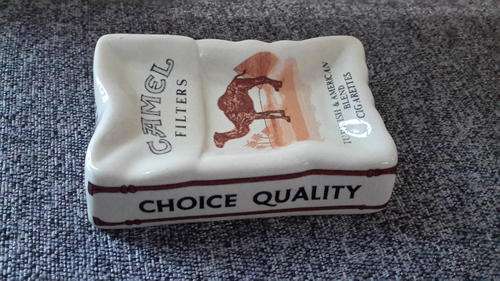 CAMEL
FILTERS
TURKISH & AMERICAN
BLEND
CIGARETTES
CHOICE QUALITY